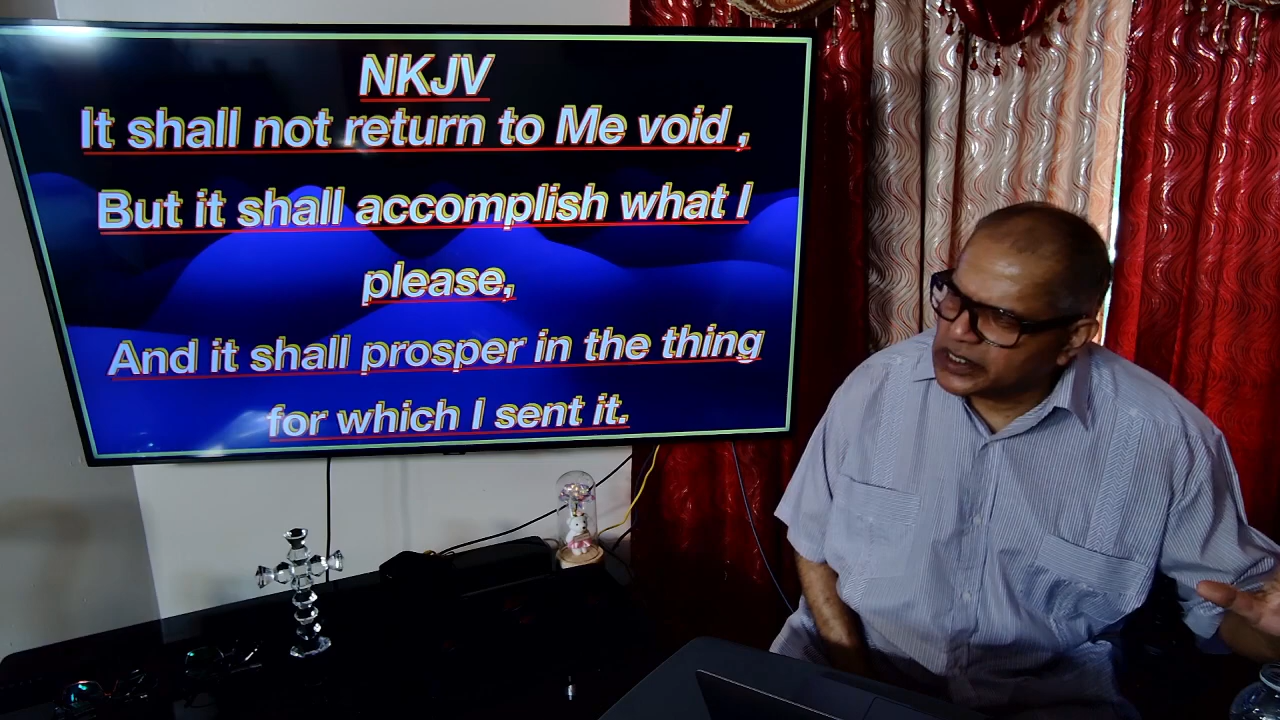 NKJV
It shall not return to Me void ,
But it shall accomplish what I
please,
And it shall prosper in the thing
for which I sent it.